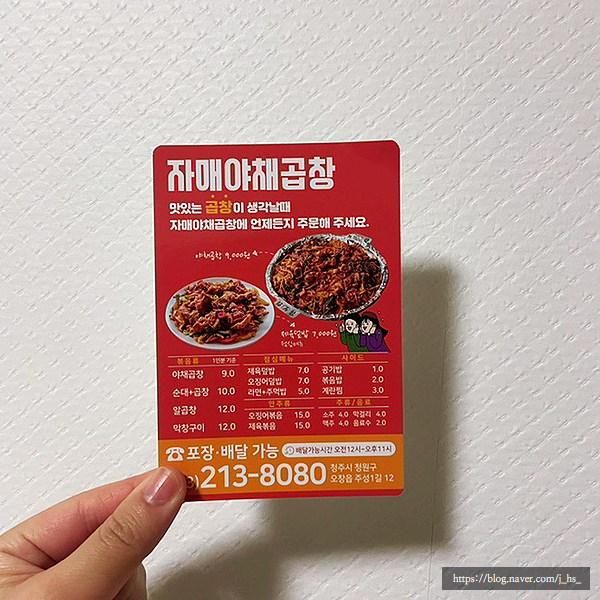 자매야채곱창
맛있는 곱창이 생각날때
자매야채곱창에 언제든지 주문해 주세요.
야채곱창 9,000원
제육덮밥 7,000원
점심메뉴
볶음류 1인분 기준
야채곱창 9.0
순대+곱창 10.0
알곱창 12.0
막창구이 12.0
점심메뉴
제육덮밥 7.0
오징어덮밥 7.0
라면+주먹밥 5.0
안주류
오징어볶음 15.0
제육볶음 15.0
사이드
공기밥 1.0
볶음밥 2.0
계란찜 3.0
주류/음료
소주 4.0 막걸리 4.0
맥주 4.0 음료수 2.0
포장·배달 가능
배달가능시간 오전12시~오후11시
3)213-8080
청주시 청원구
오창읍 주성1길 12
https://blog.naver.com/j_hs_